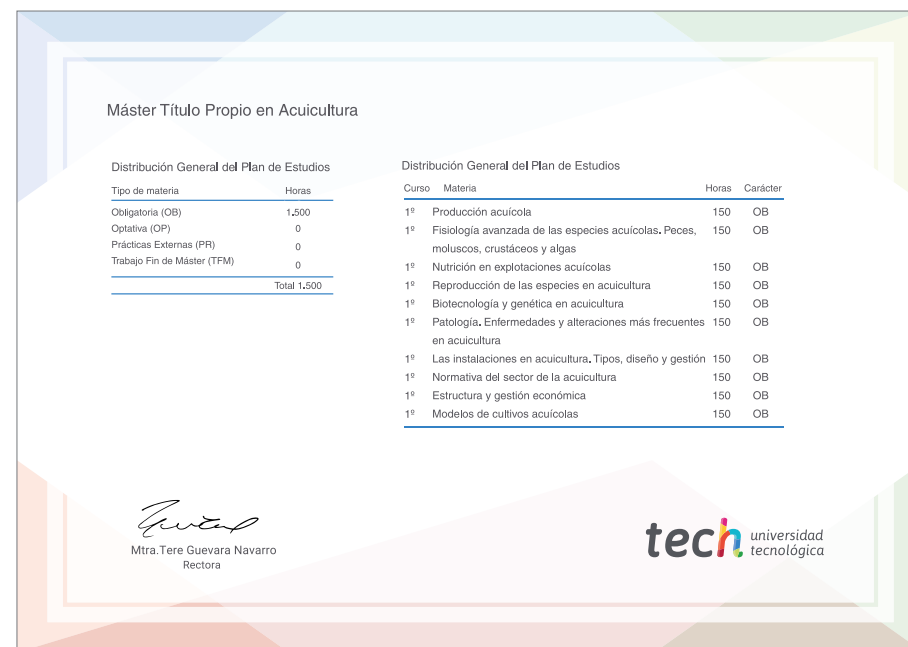 Máster Título Propio en Acuicultura
Distribución General del Plan de Estudios
Tipo de materia Horas
Obligatoria (OB) 1.500
Optativa (OP) 0
Prácticas Externas (PR) 0
Trabajo Fin de Máster (TFM) 0
Total 1.500
Distribución General del Plan de Estudios
Curso Materia Horas Carácter
1º Producción acuícola 150 OB
1º Fisiología avanzada de las especies acuícolas. Peces, 150 OB
moluscos, crustáceos y algas
1º Nutrición en explotaciones acuícolas 150 OB
1º Reproducción de las especies en acuicultura 150 OB
1º Biotecnología y genética en acuicultura 150 OB
1º Patología. Enfermedades y alteraciones más frecuentes 150 OB
en acuicultura
1º Las instalaciones en acuicultura. Tipos, diseño y gestión 150 OB
1º Normativa del sector de la acuicultura 150 OB
1º Estructura y gestión económica 150 OB
1º Modelos de cultivos acuícolas 150 OB
Mtra.Tere Guevara Navarro
Rectora
tech universidad
tecnológica